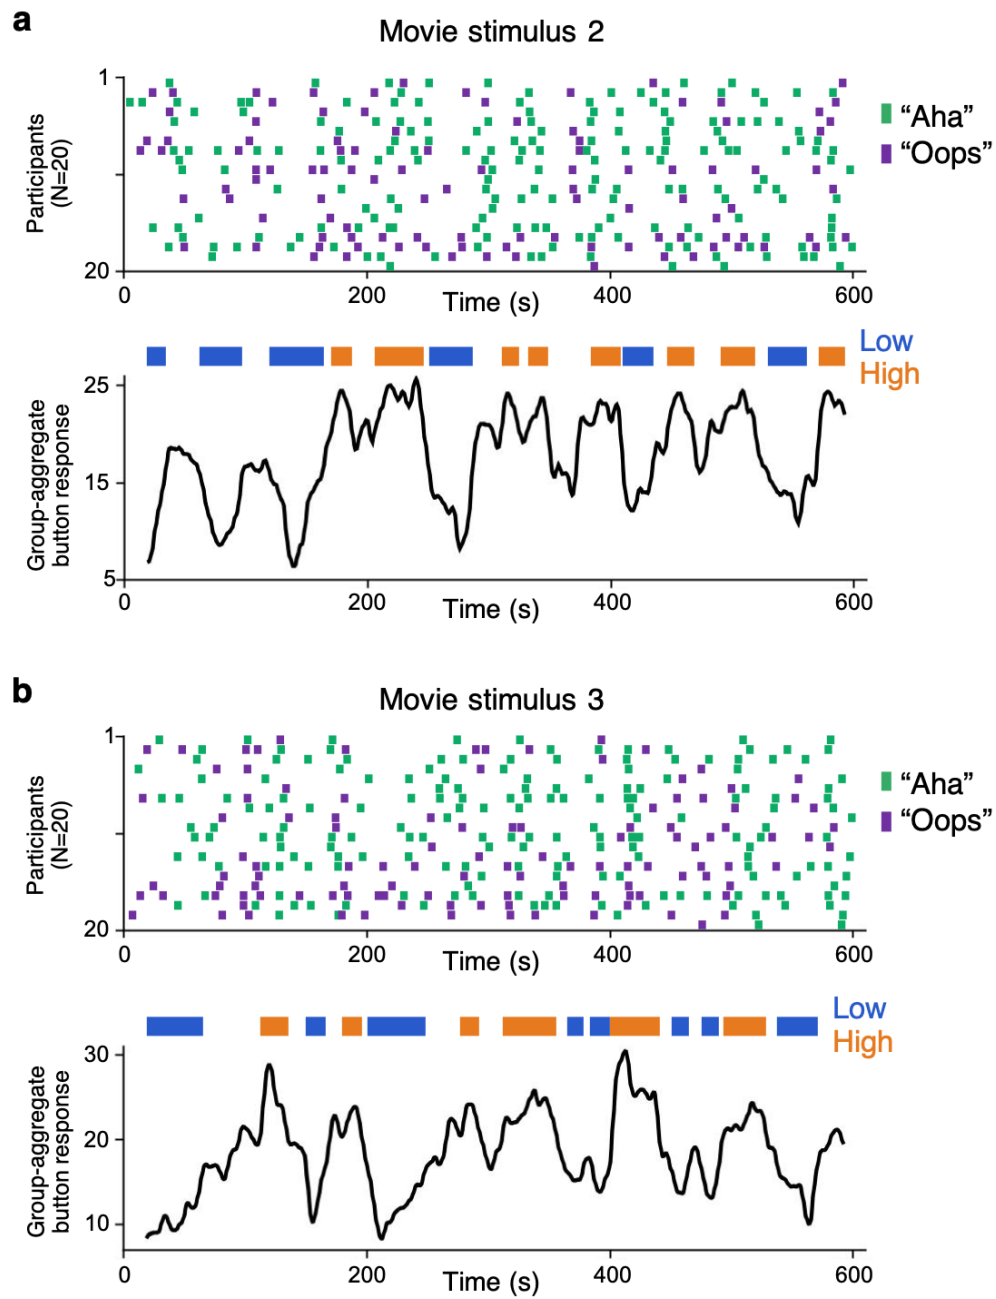 a
Movie stimulus 2
1
20
Participants
(N=20)
"Aha"
"Oops"
0 200 400 600
Time (s)
Low
High
25
15
5
Group-aggregate
button response
0 200 400 600
Time (s)
b
Movie stimulus 3
1
20
Participants
(N=20)
"Aha"
"Oops"
0 200 400 600
Time (s)
Low
High
30
20
10
Group-aggregate
button response
0 200 400 600
Time (s)